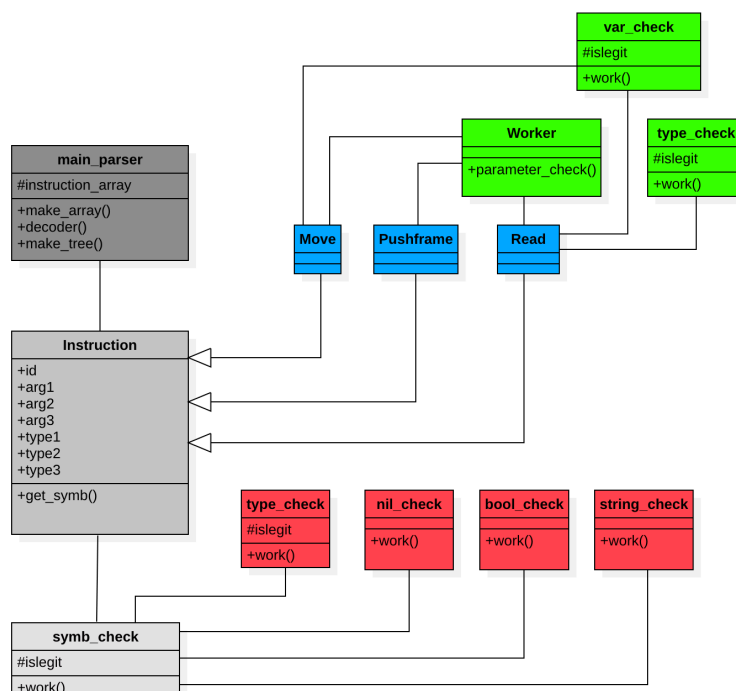 var_check
#islegit
+work()
Worker
+parameter_check()
type_check
#islegit
+work()
main_parser
#instruction_array
+make_array()
+decoder()
+make_tree()
Move
Pushframe
Read
Instruction
+id
+arg1
+arg2
+arg3
+type1
+type2
+type3
+get_symb()
type_check
#islegit
+work()
nil_check
+work()
bool_check
+work()
string_check
+work()
symb_check
#islegit
+work()